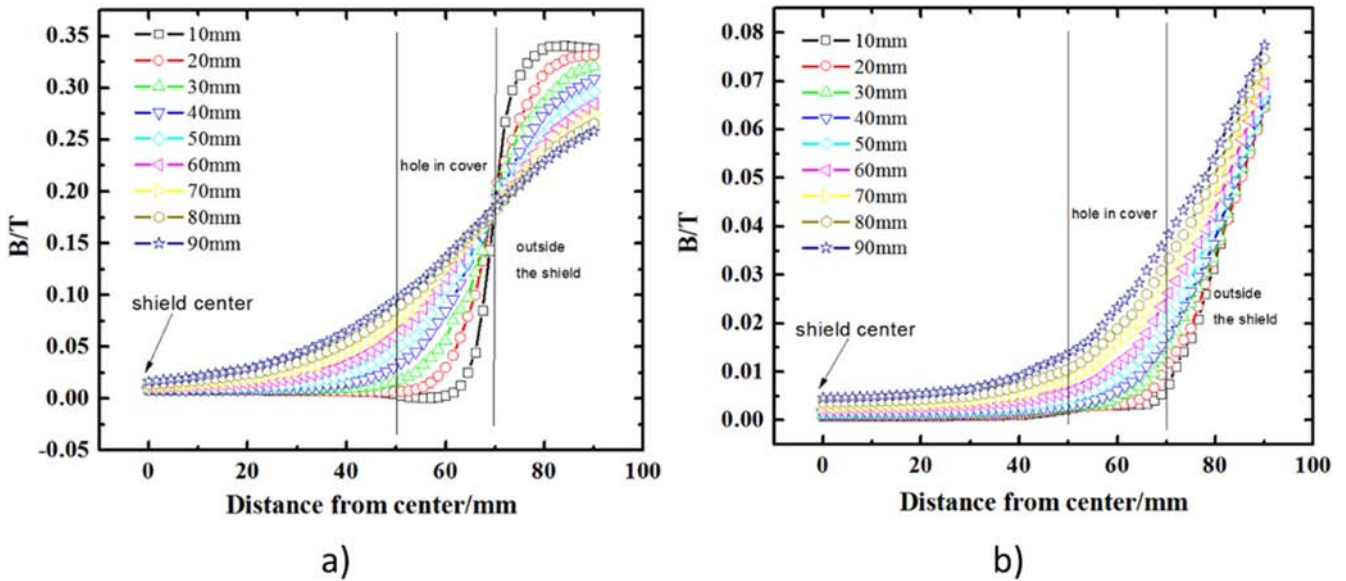 0.35
0.30
0.25
0.20
0.15
0.10
0.05
0.00
-0.05
B/T
10mm
20mm
30mm
40mm
50mm
60mm
70mm
80mm
90mm
hole in cover
outside
the shield
shield center
0 20 40 60 80 100
Distance from center/mm
a)
0.08
0.07
0.06
0.05
0.04
0.03
0.02
0.01
0.00
B/T
10mm
20mm
30mm
40mm
50mm
60mm
70mm
80mm
90mm
hole in cover
outside
the shield
shield center
0 20 40 60 80 100
Distance from center/mm
b)